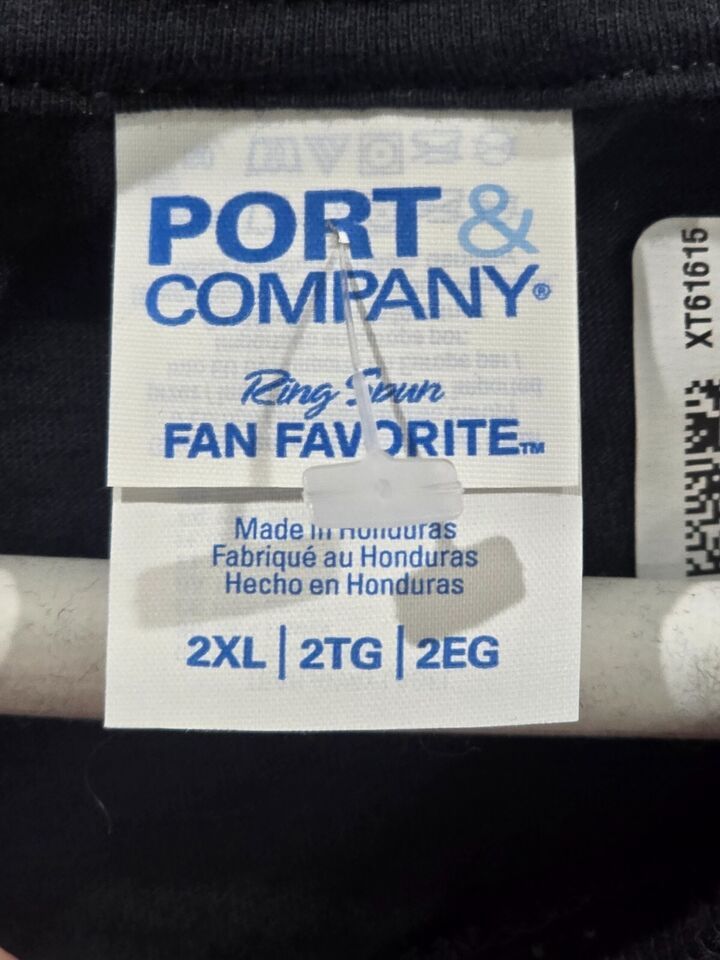 PORT &
COMPANY®
Ring Spun
FAN FAVORITE™
Made in Honduras
Fabriqué au Honduras
Hecho en Honduras
2XL | 2TG | 2EG
XT61615